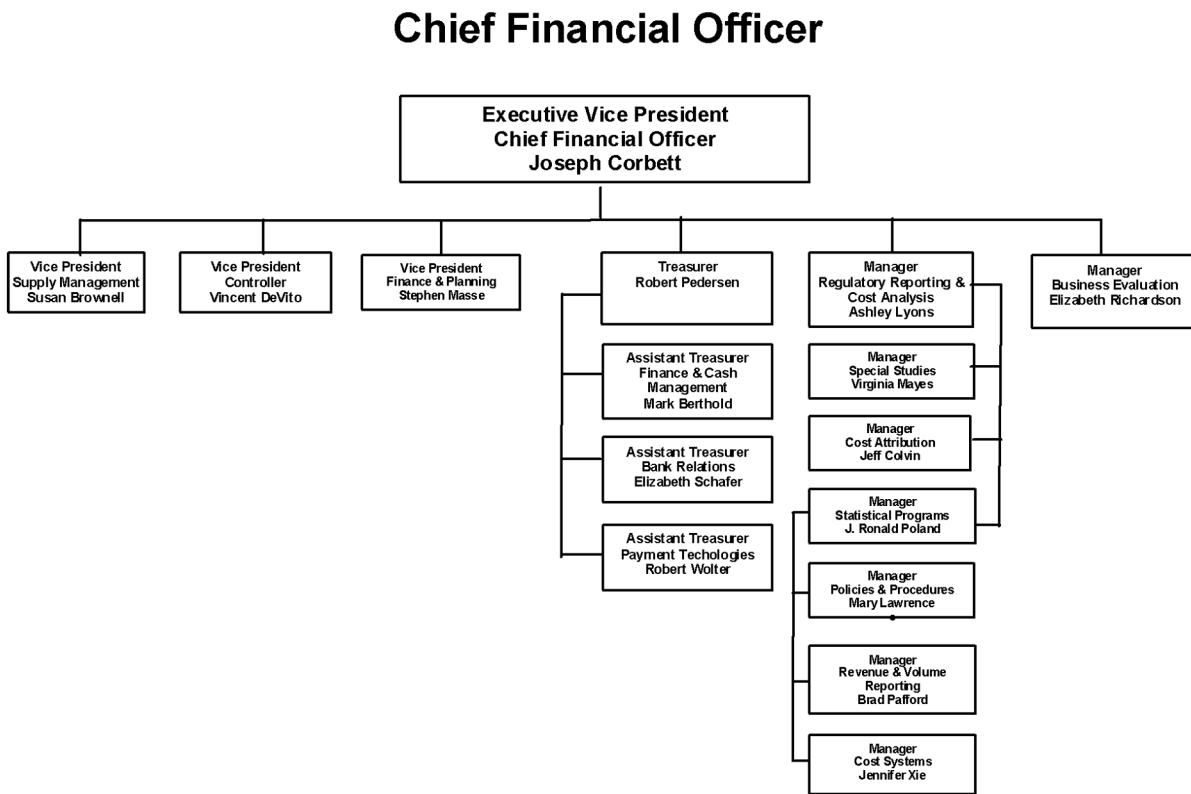 Chief Financial Officer
Executive Vice President
Chief Financial Officer
Joseph Corbett
Vice President
Supply Management
Susan Brownell
Vice President
Controller
Vincent DeVito
Vice President
Finance & Planning
Stephen Masse
Treasurer
Robert Pedersen
Manager
Regulatory Reporting &
Cost Analysis
Ashley Lyons
Manager
Business Evaluation
Elizabeth Richardson
Assistant Treasurer
Finance & Cash
Management
Mark Berthold
Assistant Treasurer
Bank Relations
Elizabeth Schafer
Assistant Treasurer
Payment Techologies
Robert Wolter
Manager
Special Studies
Virginia Mayes
Manager
Cost Attribution
Jeff Colvin
Manager
Statistical Programs
J. Ronald Poland
Manager
Policies & Procedures
Mary Lawrence
Manager
Revenue & Volume
Reporting
Brad Pafford
Manager
Cost Systems
Jennifer Xie